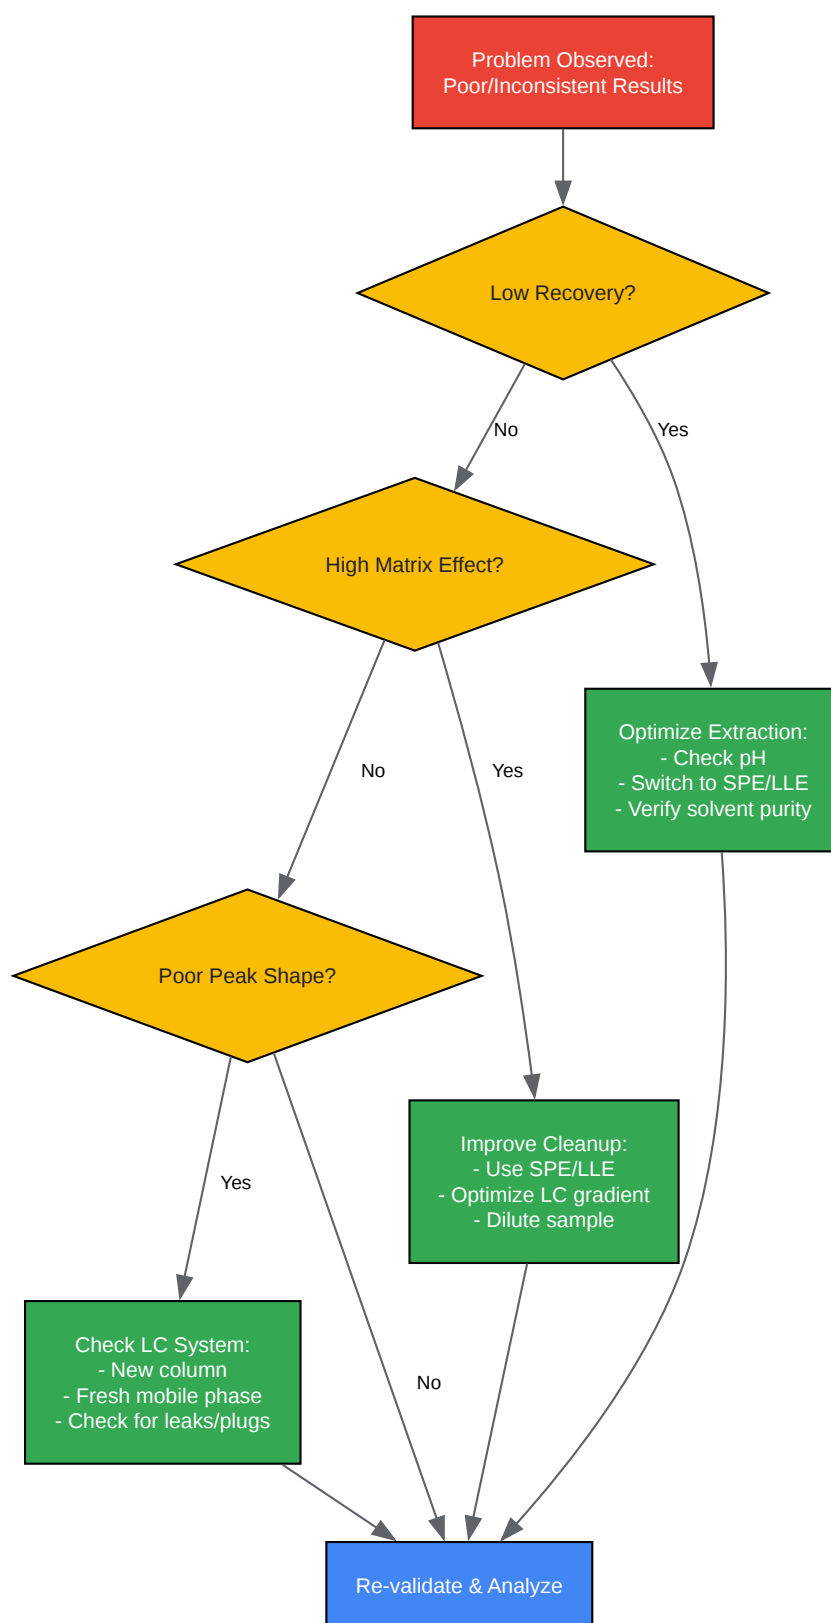 Problem Observed:
Poor/Inconsistent Results
Low Recovery?
No
Yes
High Matrix Effect?
Optimize Extraction:
- Check pH
- Switch to SPE/LLE
- Verify solvent purity
No
Yes
Poor Peak Shape?
Improve Cleanup:
- Use SPE/LLE
- Optimize LC gradient
- Dilute sample
Yes
No
Check LC System:
- New column
- Fresh mobile phase
- Check for leaks/plugs
Re-validate & Analyze